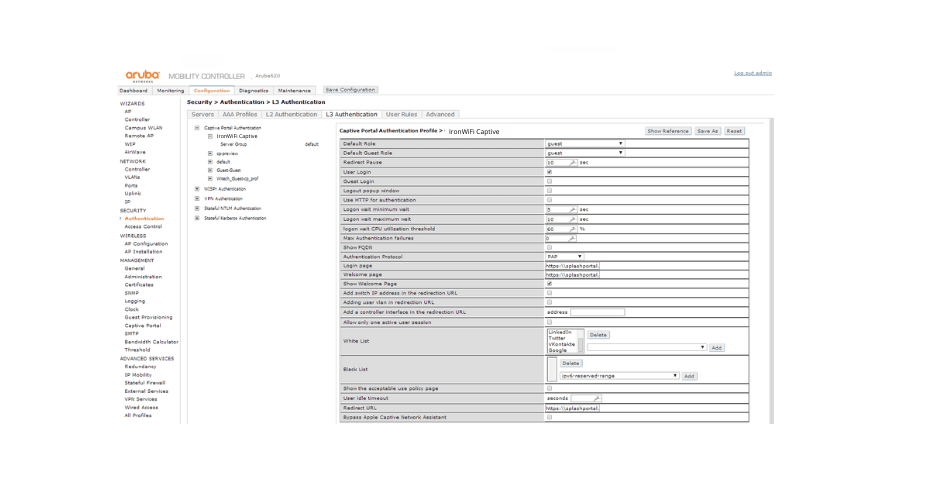 aruba NETWORKS MOBILITY CONTROLLER Log out admin
Dashboard Monitoring Configuration Diagnostics Maintenance Save Configuration
WIZARDS
AP
Controller
Campus WLAN
Remote AP
WIP
AirWave
NETWORK
Controller
VLANs
Ports
Uplink
IP
SECURITY
Authentication
Access Control
WIRELESS
AP Configuration
AP Installation
MANAGEMENT
General
Administration
Certificates
SNMP
Logging
Clock
Guest Provisioning
Captive Portal
SMTP
Bandwidth Calculator
Threshold
ADVANCED SERVICES
Redundancy
IP Mobility
Stateful Firewall
External Services
VPN Services
Wired Access
All Profiles
Security > Authentication > L3 Authentication
Servers AAA Profiles L2 Authentication L3 Authentication User Rules Advanced
Captive Portal Authentication
IronWiFi Captive
Server Group default
default
VPN Authentication
Stateful NTLM Authentication
Stateful Kerberos Authentication
Captive Portal Authentication Profile > IronWiFi Captive Show Reference Save As Reset
Default Role guest
Default Guest Role guest
Redirect Pause 10 sec
User Login
Guest Login
Logout popup window
Use HTTP for authentication
Logon wait minimum wait 5 sec
Logon wait maximum wait 10 sec
logon wait CPU utilization threshold 60 %
Max Authentication failures 0
Show FQDN
Authentication Protocol PAP
Login page https:\\splashportal.
Welcome page https:\\splashportal.
Show Welcome Page
Add switch IP address in the redirection URL
Adding user vlan in redirection URL
Add a controller interface in the redirection URL address
Allow only one active user session
White List LinkedIn Twitter VKontakte Google Delete Add
Black List Delete ipv6-reserved-range Add
Show the acceptable use policy page
User idle timeout seconds
Redirect URL https:\\splashportal.
Bypass Apple Captive Network Assistant